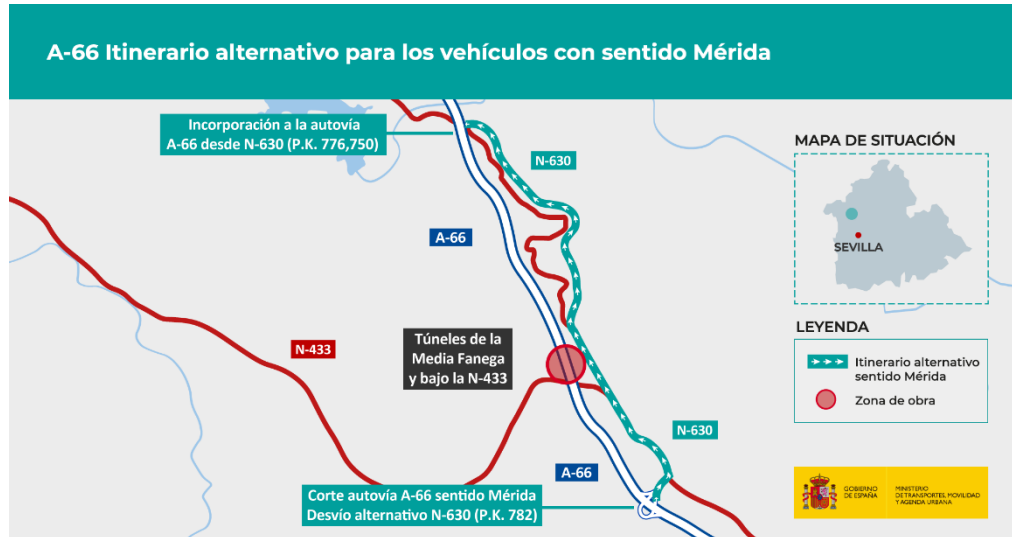 A-66 Itinerario alternativo para los vehículos con sentido Mérida
Incorporación a la autovía
A-66 desde N-630 (P.K. 776,750)
N-630
A-66
N-433
Túneles de la
Media Fanega
y bajo la N-433
N-630
A-66
Corte autovía A-66 sentido Mérida
Desvío alternativo N-630 (P.K. 782)
MAPA DE SITUACIÓN
SEVILLA
LEYENDA
Itinerario alternativo
sentido Mérida
Zona de obra
GOBIERNO
DE ESPAÑA
MINISTERIO
DE TRANSPORTES, MOVILIDAD
Y AGENDA URBANA